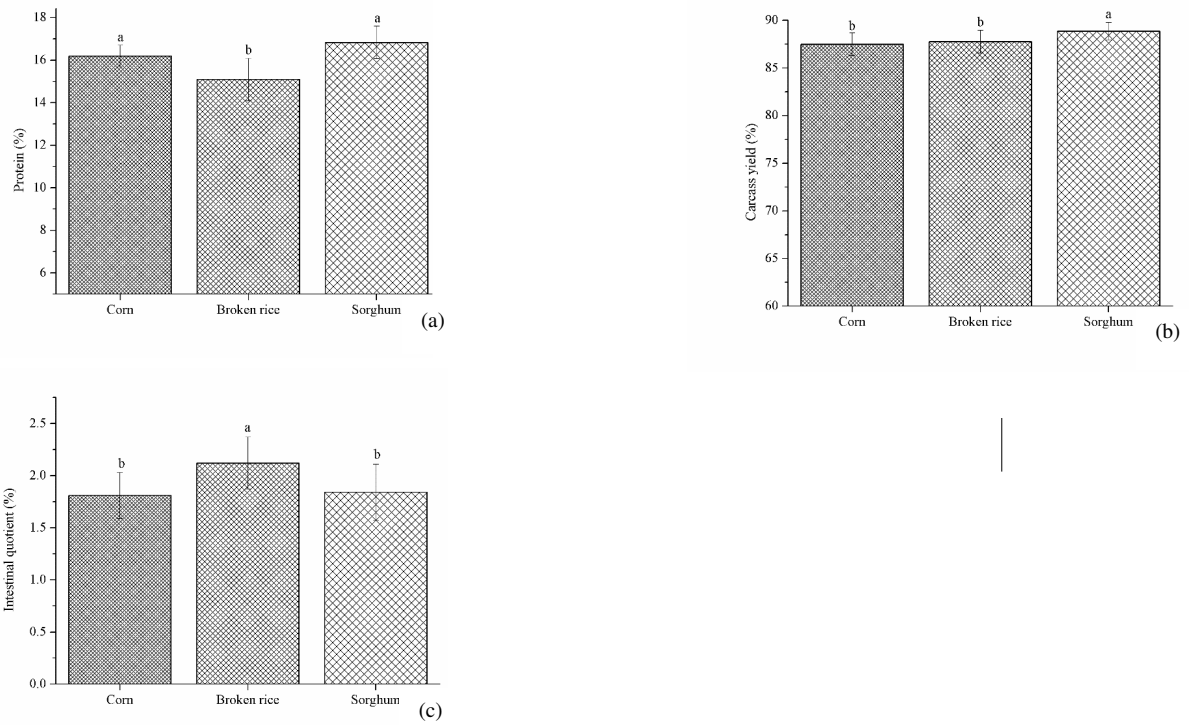 18
16
14
12
10
8
6
Protein (%)
a
b
a
Corn
Broken rice
Sorghum
(a)
90
85
80
75
70
65
60
Carcass yield (%)
b
b
a
Corn
Broken rice
Sorghum
(b)
2.5
2.0
1.5
1.0
0.5
0.0
Intestinal quotient (%)
b
a
b
Corn
Broken rice
Sorghum
(c)